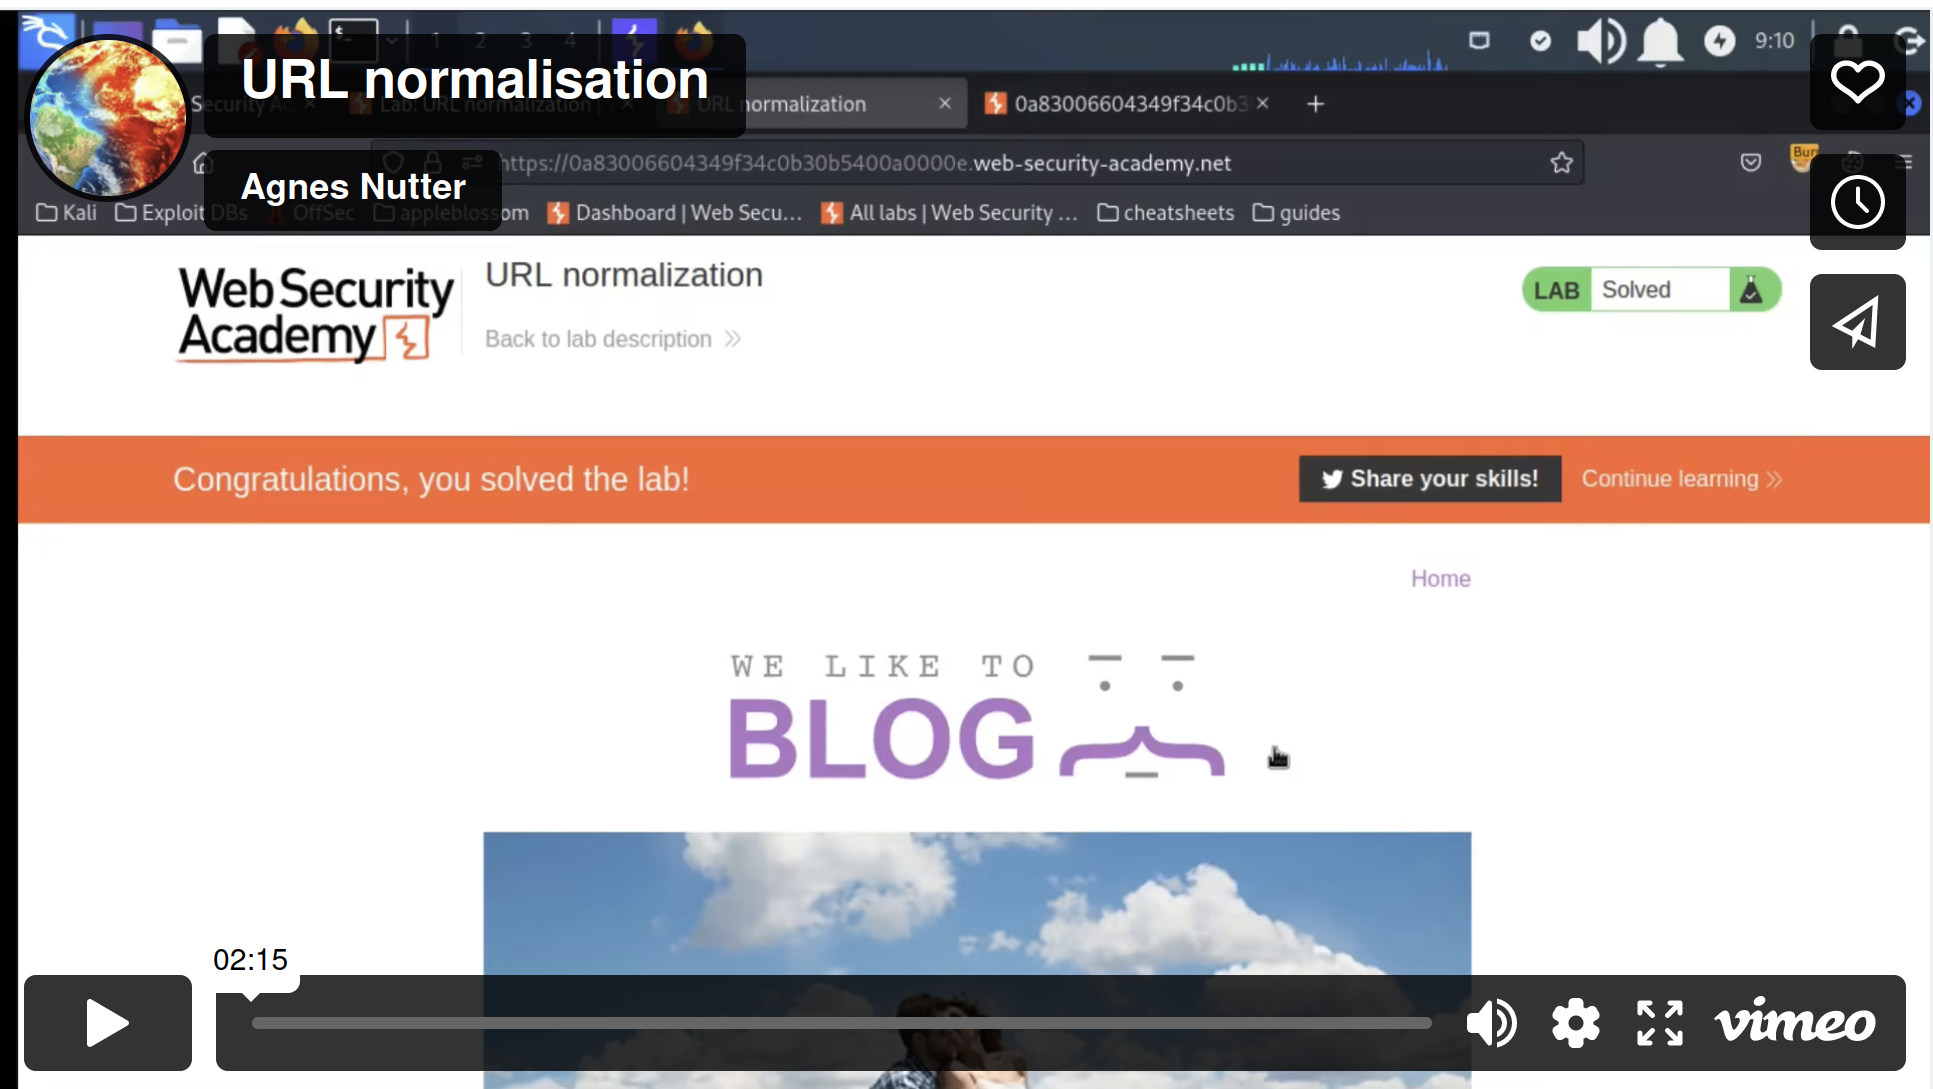 1 2 3 4
9:10
URL normalisation
Security A
Lab: URL normalization |
URL normalization
0a83006604349f34c0b3
Agnes Nutter
https://0a83006604349f34c0b30b5400a0000e.web-security-academy.net
Kali
Exploit DBs
OffSec
appleblossom
Dashboard | Web Secu...
All labs | Web Security ...
cheatsheets
guides
Web Security
Academy
URL normalization
Back to lab description
LAB Solved
Congratulations, you solved the lab!
Share your skills!
Continue learning
Home
WE LIKE TO
BLOG
02:15
vimeo